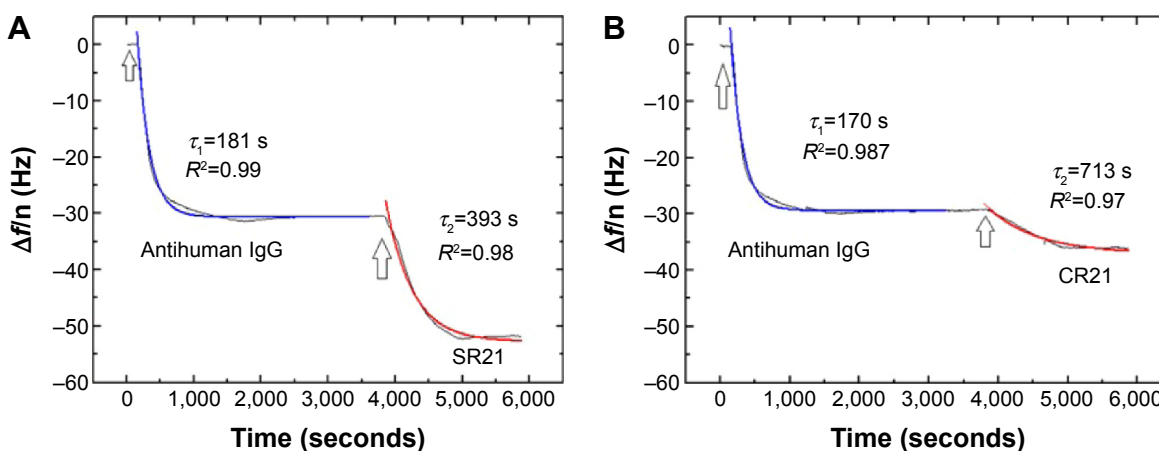 A
Δf/n (Hz)
0
–10
–20
–30
–40
–50
–60
τ1=181 s
R²=0.99
Antihuman IgG
τ2=393 s
R²=0.98
SR21
0 1,000 2,000 3,000 4,000 5,000 6,000
Time (seconds)
B
Δf/n (Hz)
0
–10
–20
–30
–40
–50
–60
τ1=170 s
R²=0.987
Antihuman IgG
τ2=713 s
R²=0.97
CR21
0 1,000 2,000 3,000 4,000 5,000 6,000
Time (seconds)